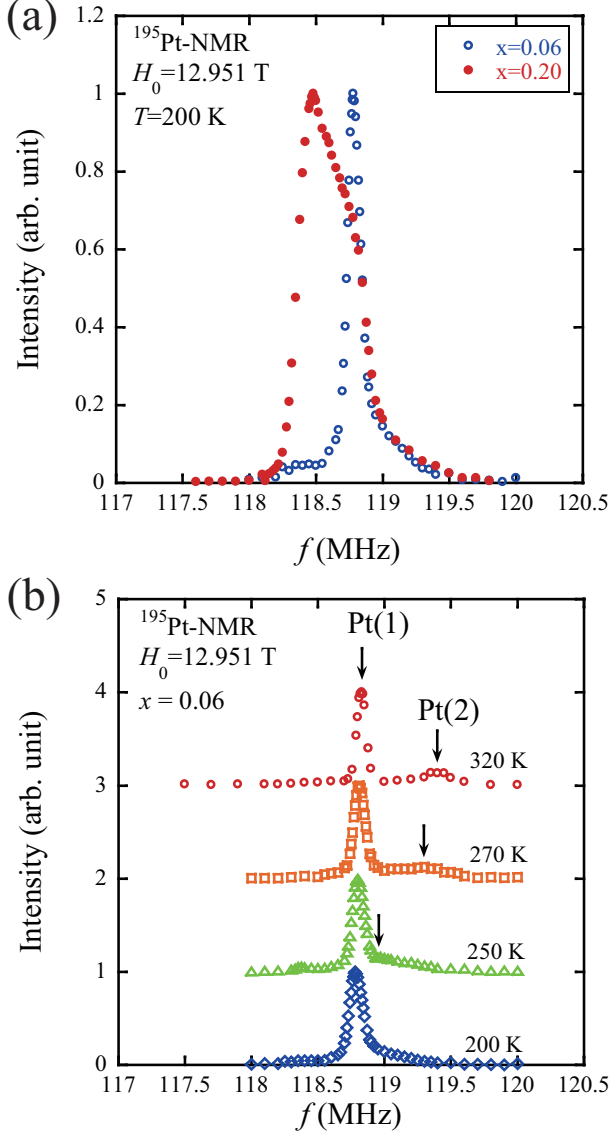 (a)
¹⁹⁵Pt-NMR
H₀=12.951 T
T=200 K
x=0.06
x=0.20
Intensity (arb. unit)
1
0.8
0.6
0.4
0.2
0
117 117.5 118 118.5 119 119.5 120 120.5
f (MHz)
(b)
¹⁹⁵Pt-NMR
H₀=12.951 T
x = 0.06
Pt(1)
Pt(2)
320 K
270 K
250 K
200 K
Intensity (arb. unit)
5
4
3
2
1
0
117 117.5 118 118.5 119 119.5 120 120.5
f (MHz)